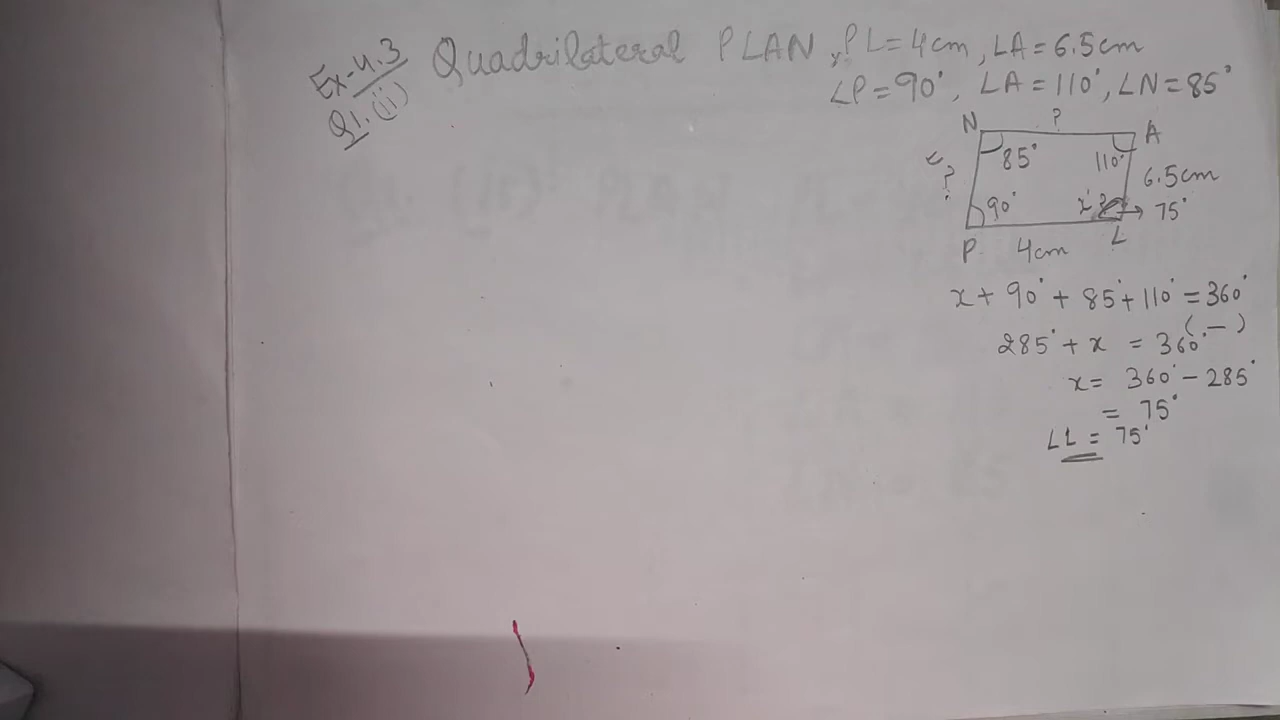 Ex-4.3 Quadrilateral PLAN, PL = 4cm, LA = 6.5cm
Q1.(ii) ∠P = 90°, ∠A = 110°, ∠N = 85°
N ? A
85° 110°
? 6.5cm
90° x° 75°
P 4cm L
x + 90° + 85° + 110° = 360°
(-)
285° + x = 360°
x = 360° - 285°
= 75°
∠L = 75°